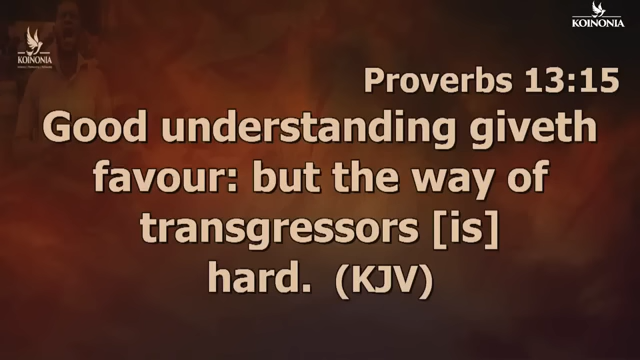 KOINONIA
KOINONIA
Proverbs 13:15
Good understanding giveth
favour: but the way of
transgressors [is]
hard. (KJV)